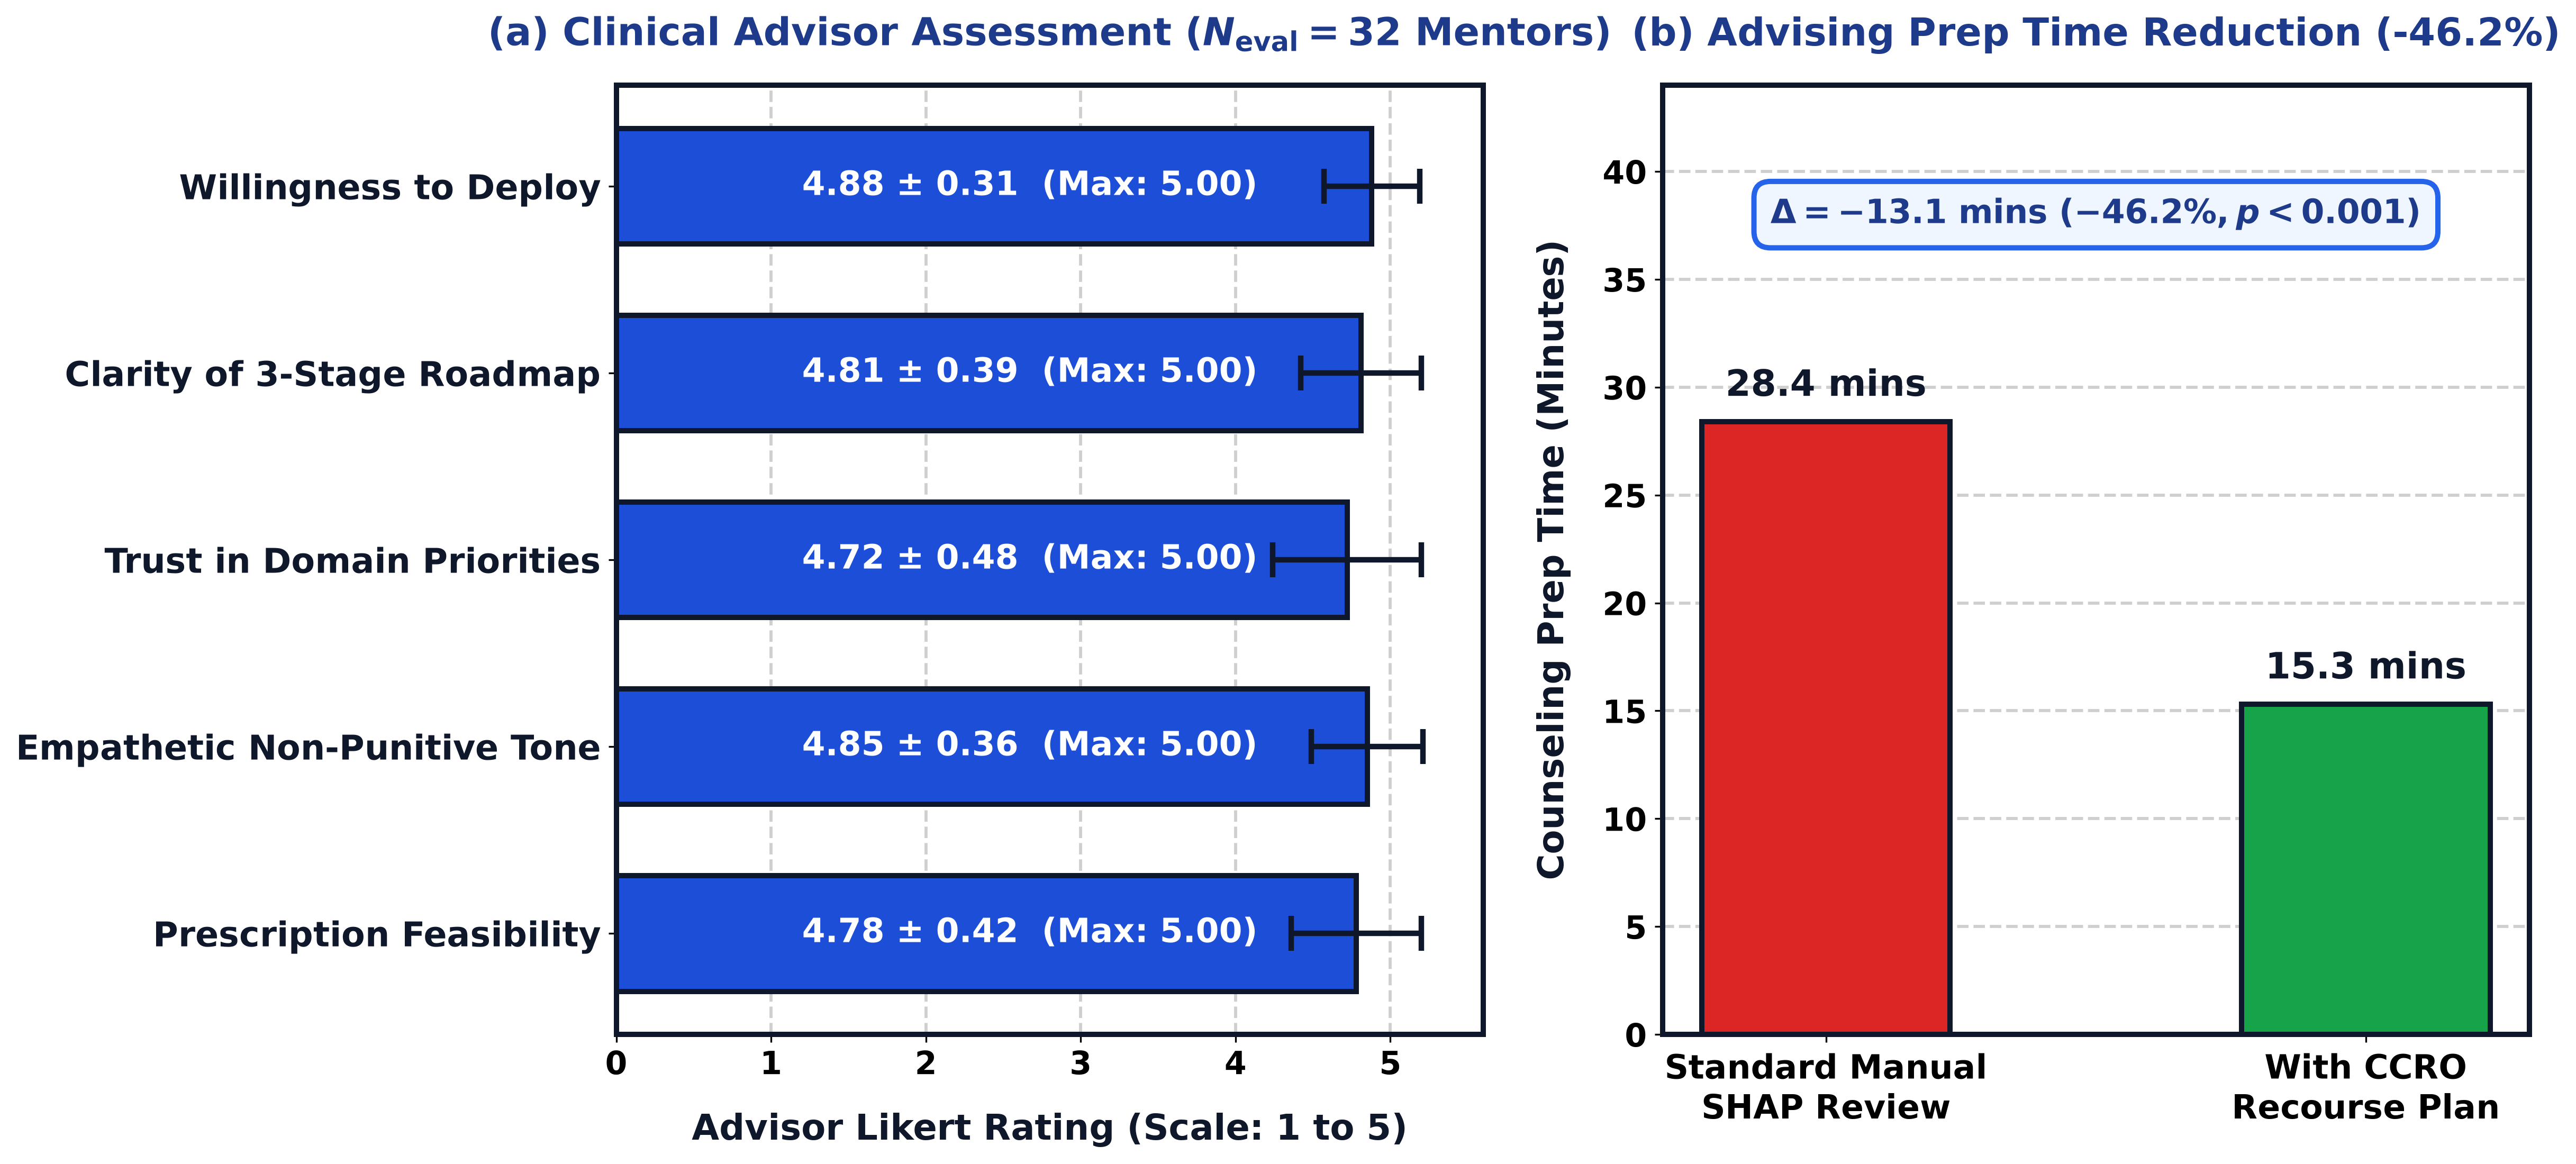 (a) Clinical Advisor Assessment (N_eval = 32 Mentors)
Willingness to Deploy
4.88 ± 0.31 (Max: 5.00)
Clarity of 3-Stage Roadmap
4.81 ± 0.39 (Max: 5.00)
Trust in Domain Priorities
4.72 ± 0.48 (Max: 5.00)
Empathetic Non-Punitive Tone
4.85 ± 0.36 (Max: 5.00)
Prescription Feasibility
4.78 ± 0.42 (Max: 5.00)
0 1 2 3 4 5
Advisor Likert Rating (Scale: 1 to 5)
(b) Advising Prep Time Reduction (-46.2%)
Counseling Prep Time (Minutes)
40
35
30
25
20
15
10
5
0
Δ = −13.1 mins (−46.2%, p < 0.001)
28.4 mins
15.3 mins
Standard Manual
SHAP Review
With CCRO
Recourse Plan